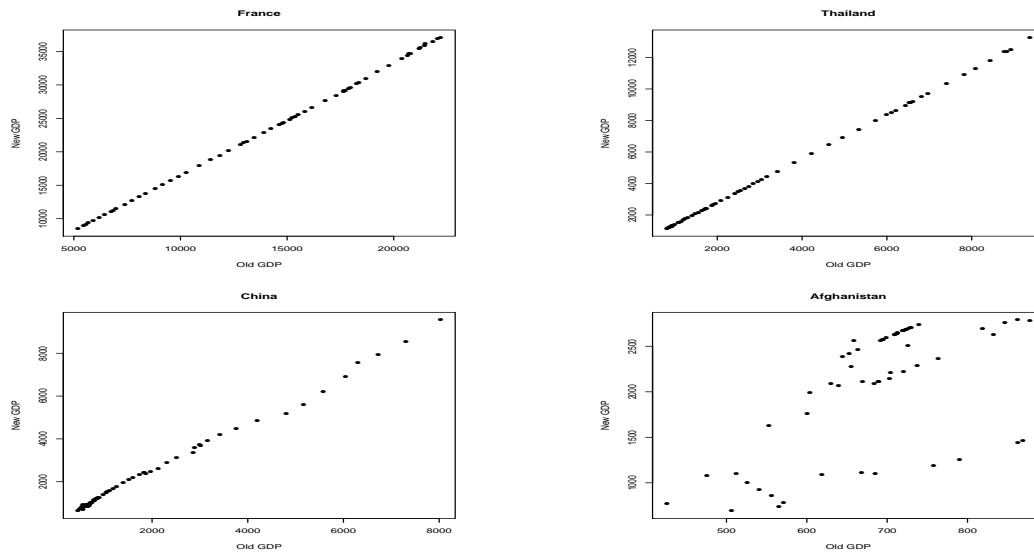 France
35000
30000
25000
20000
15000
10000
New GDP
5000 10000 15000 20000
Old GDP
Thailand
12000
10000
8000
6000
4000
2000
New GDP
2000 4000 6000 8000
Old GDP
China
8000
6000
4000
2000
New GDP
2000 4000 6000 8000
Old GDP
Afghanistan
2500
2000
1500
1000
New GDP
500 600 700 800
Old GDP